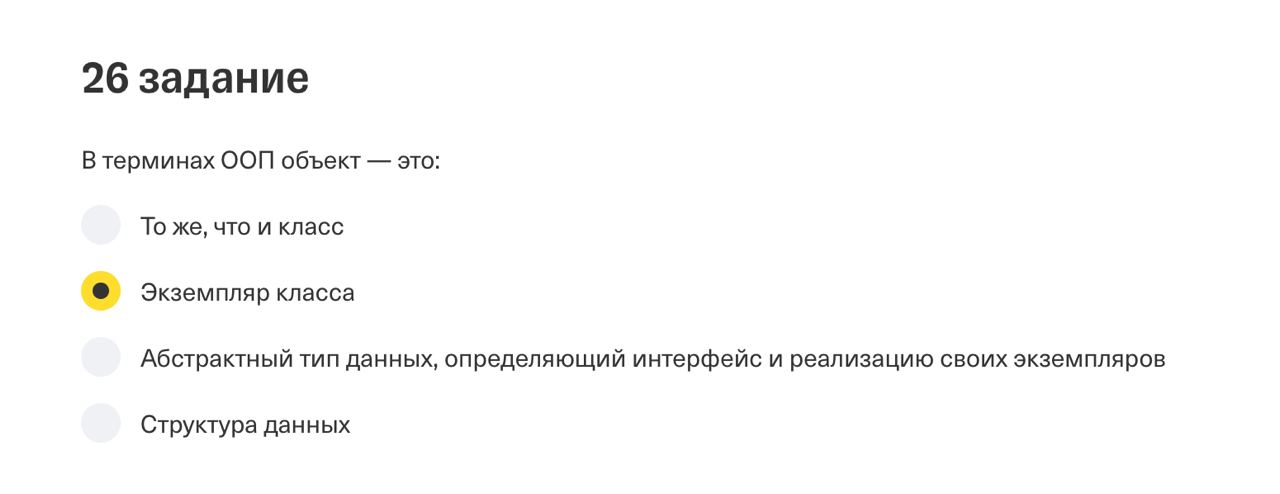 26 задание
В терминах ООП объект — это:
То же, что и класс
Экземпляр класса
Абстрактный тип данных, определяющий интерфейс и реализацию своих экземпляров
Структура данных